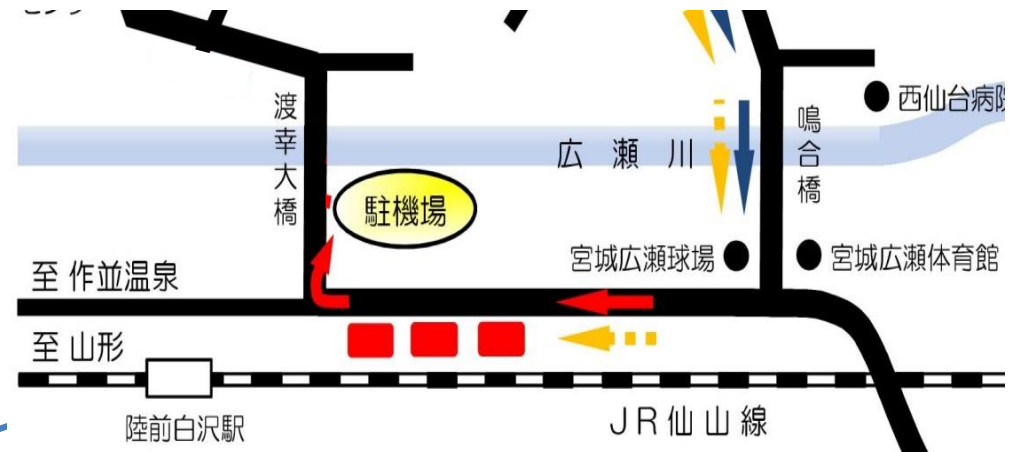 西仙台病院
渡幸大橋
鳴合橋
広瀬川
駐機場
宮城広瀬球場
宮城広瀬体育館
至 作並温泉
至 山形
陸前白沢駅
JR仙山線